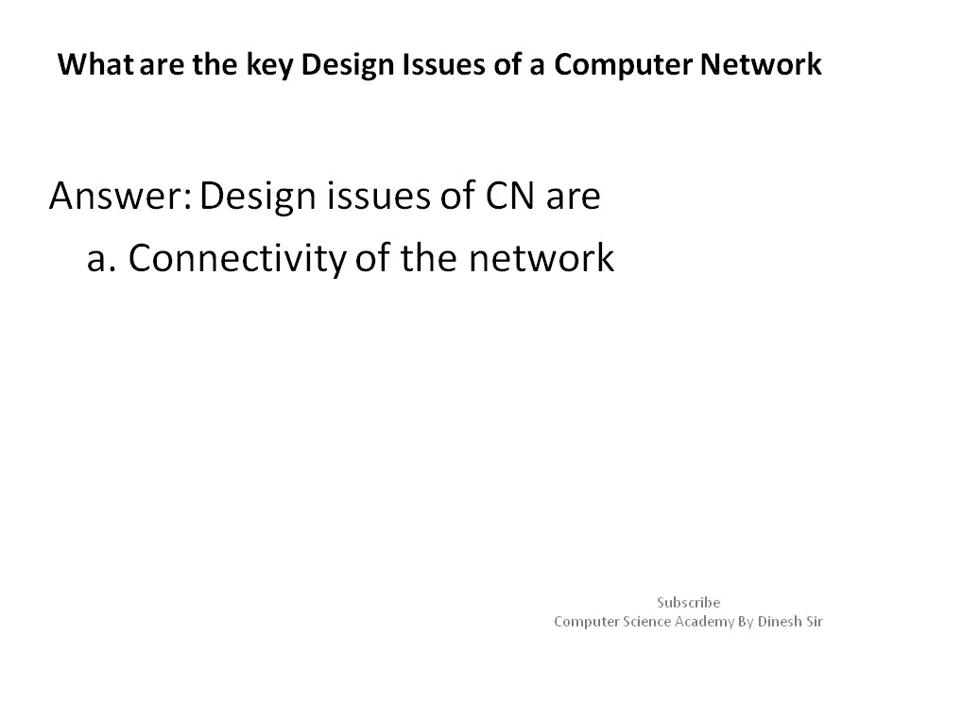 What are the key Design Issues of a Computer Network
Answer: Design issues of CN are
a. Connectivity of the network
Subscribe
Computer Science Academy By Dinesh Sir